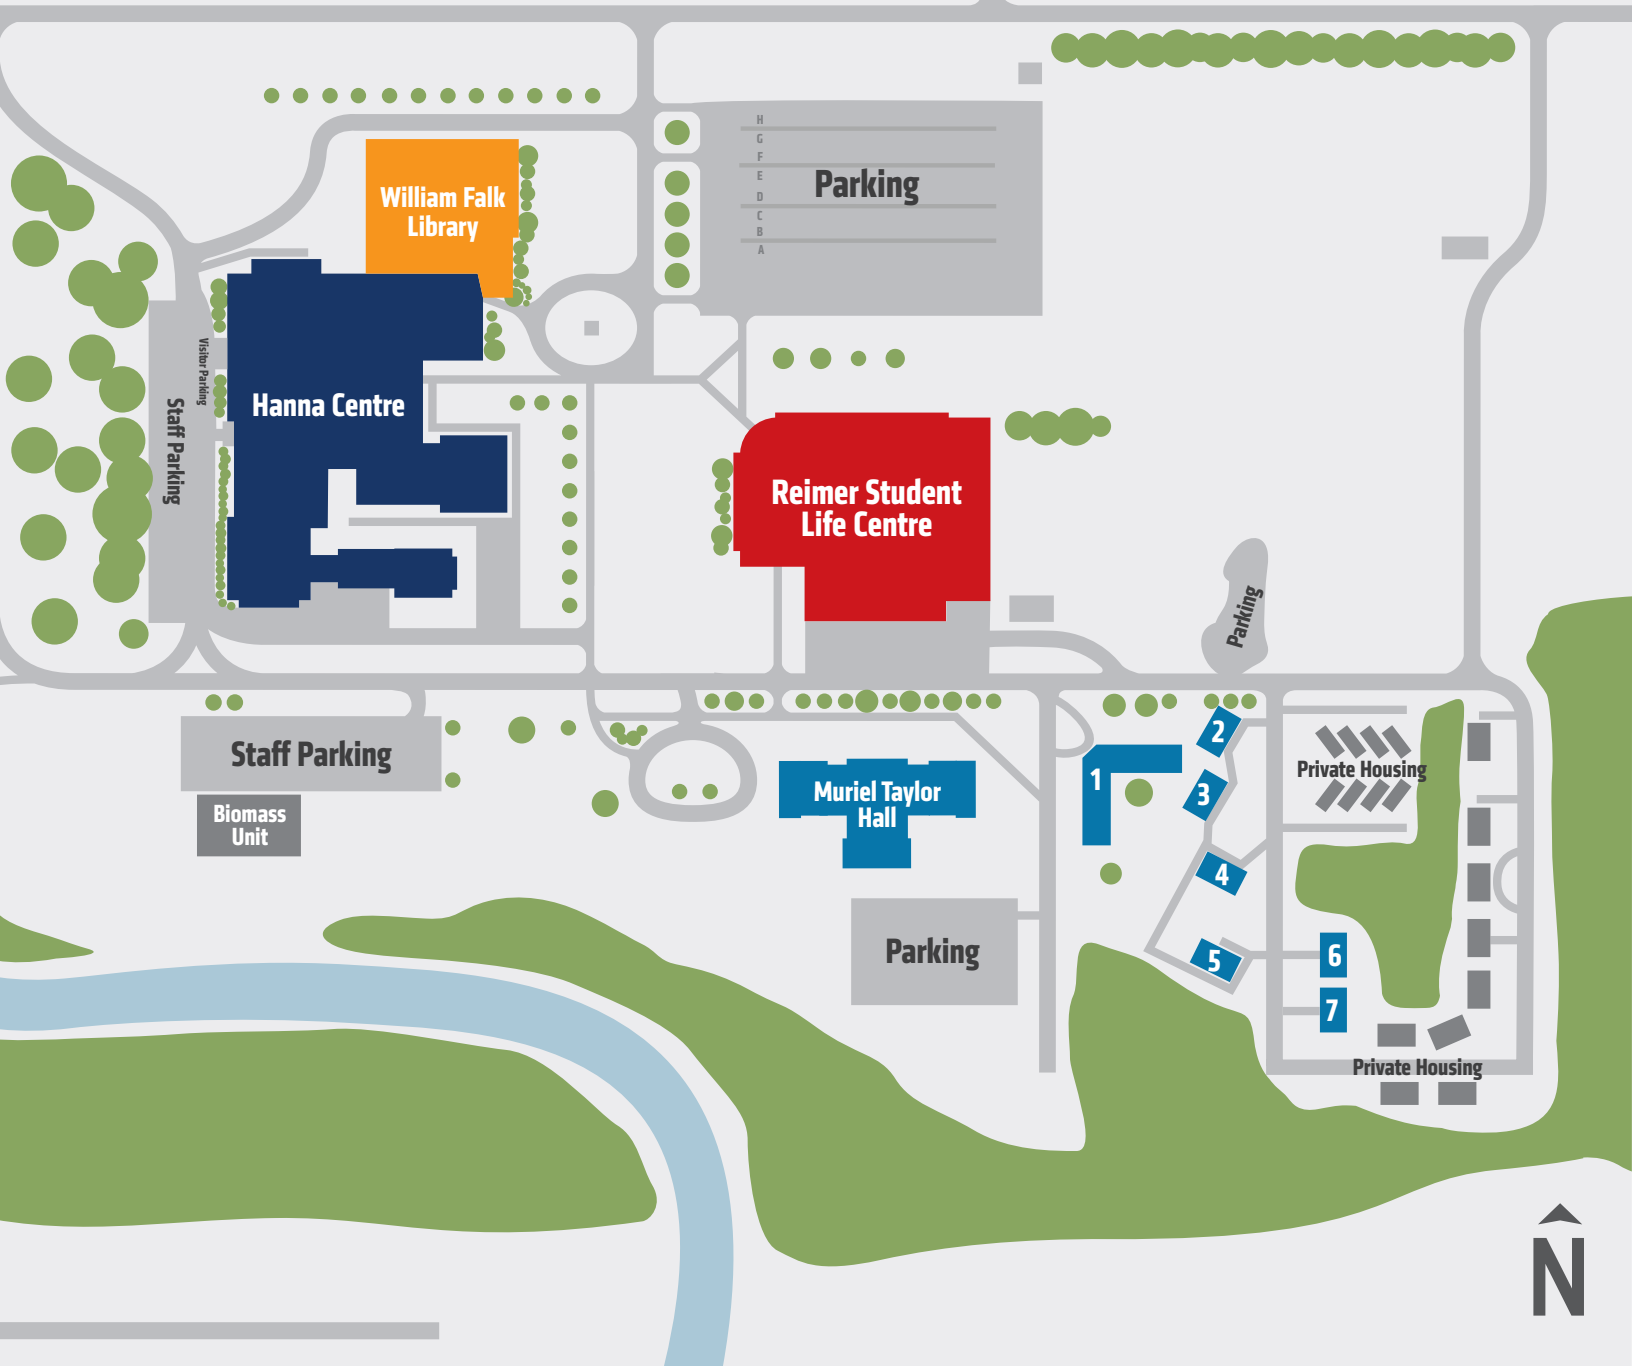 H
G
F
E
D
C
B
A
Parking
William Falk
Library
Visitor Parking
Staff Parking
Hanna Centre
Reimer Student
Life Centre
Parking
Staff Parking
Biomass
Unit
Muriel Taylor
Hall
Parking
1
2
3
4
5
6
7
Private Housing
Private Housing
N